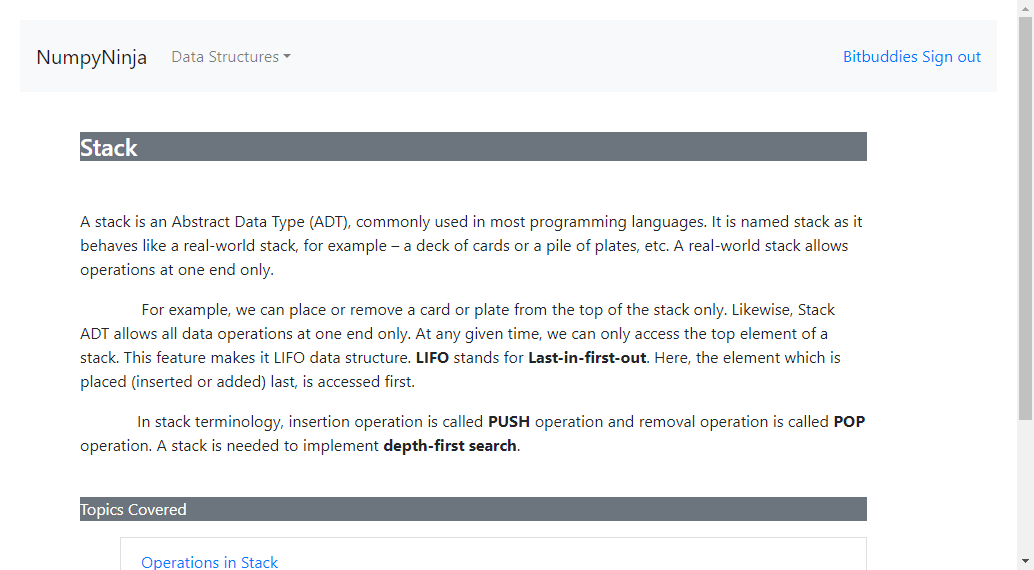 NumpyNinja Data Structures Bitbuddies Sign out
Stack
A stack is an Abstract Data Type (ADT), commonly used in most programming languages. It is named stack as it
behaves like a real-world stack, for example – a deck of cards or a pile of plates, etc. A real-world stack allows
operations at one end only.
For example, we can place or remove a card or plate from the top of the stack only. Likewise, Stack
ADT allows all data operations at one end only. At any given time, we can only access the top element of a
stack. This feature makes it LIFO data structure. LIFO stands for Last-in-first-out. Here, the element which is
placed (inserted or added) last, is accessed first.
In stack terminology, insertion operation is called PUSH operation and removal operation is called POP
operation. A stack is needed to implement depth-first search.
Topics Covered
Operations in Stack